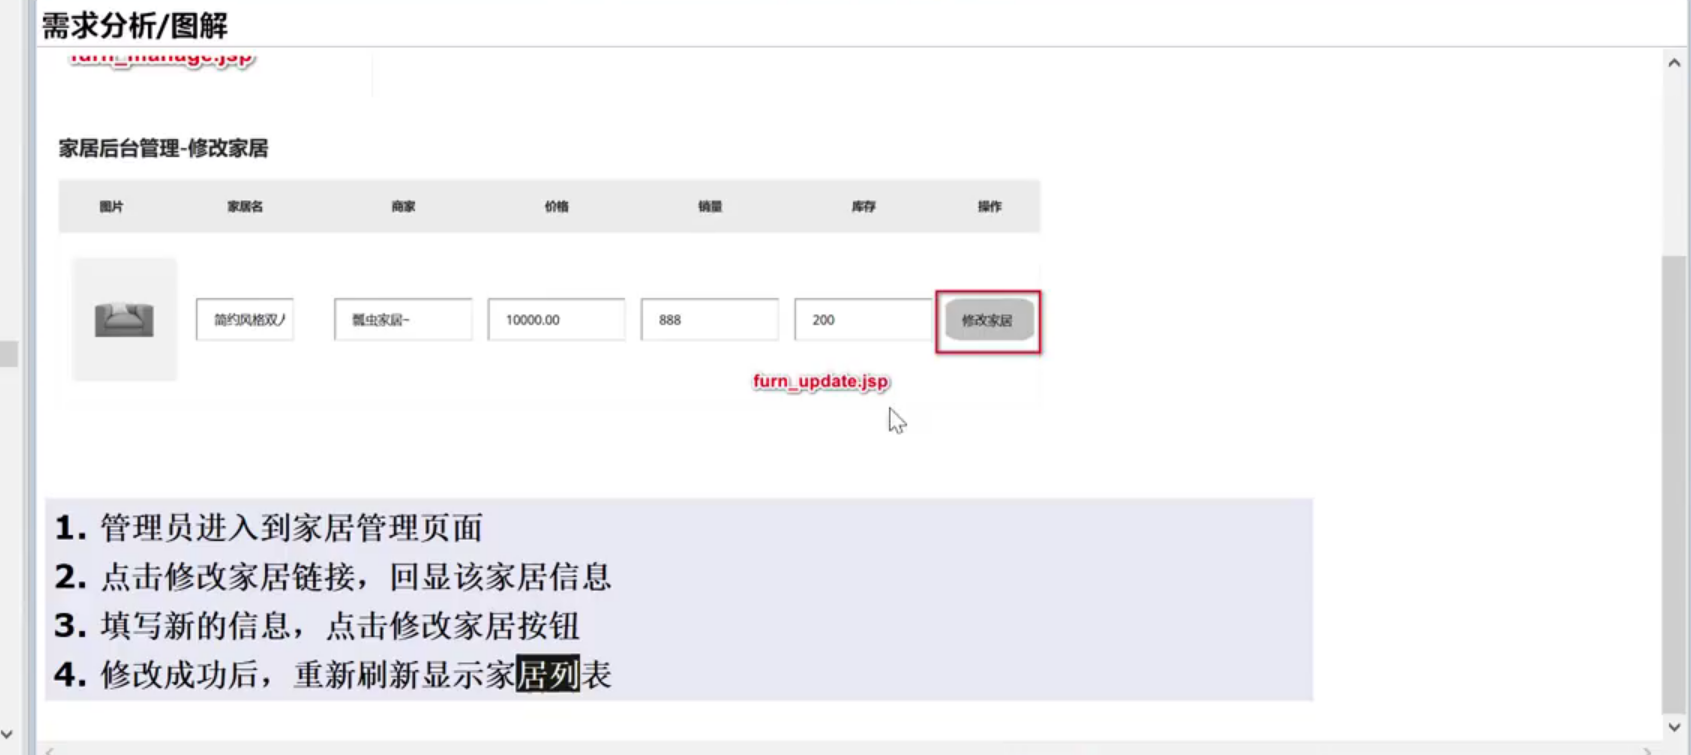 需求分析/图解
furn_manage.jsp
家居后台管理-修改家居
图片 家居名 商家 价格 销量 库存 操作
简约风格双人 瓢虫家居~ 10000.00 888 200 修改家居
furn_update.jsp
1. 管理员进入到家居管理页面
2. 点击修改家居链接，回显该家居信息
3. 填写新的信息，点击修改家居按钮
4. 修改成功后，重新刷新显示家居列表